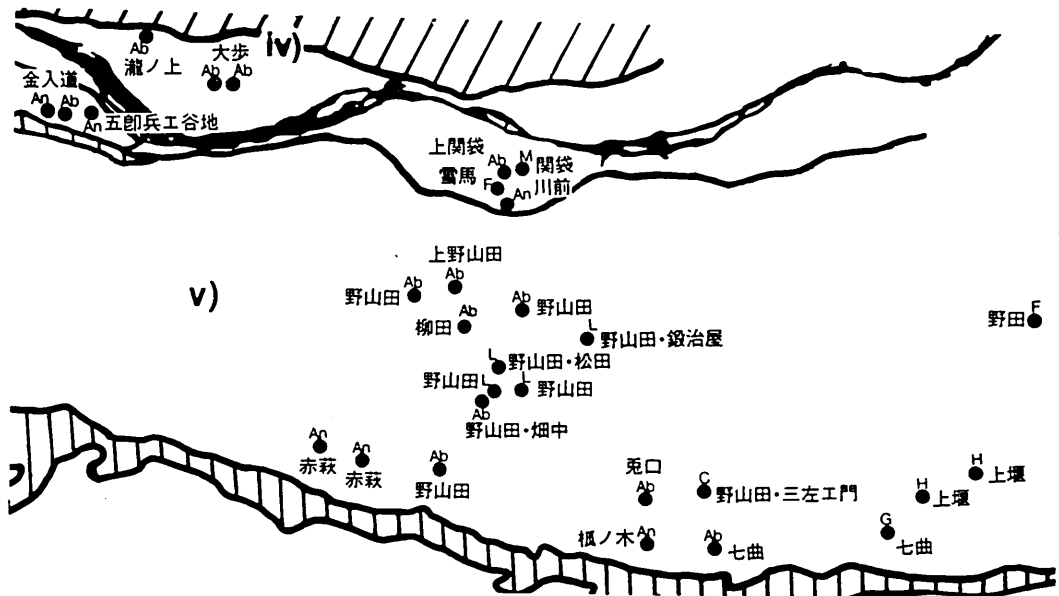 iv)
Ab
瀧ノ上
大歩
Ab Ab
金入道
An Ab
An 五郎兵エ谷地
上関袋
Ab M 関袋
雷馬 F
An 川前
上野山田
Ab
v)
野山田 Ab
Ab 野山田
柳田 Ab
野田 F
L 野山田・鍛治屋
L 野山田・松田
野山田 L
L 野山田
Ab
野山田・畑中
An
赤萩
An
赤萩
Ab
野山田
兎口
Ab
C 野山田・三左エ門
H 上堰
H 上堰
G
七曲
楓ノ木 An
Ab 七曲